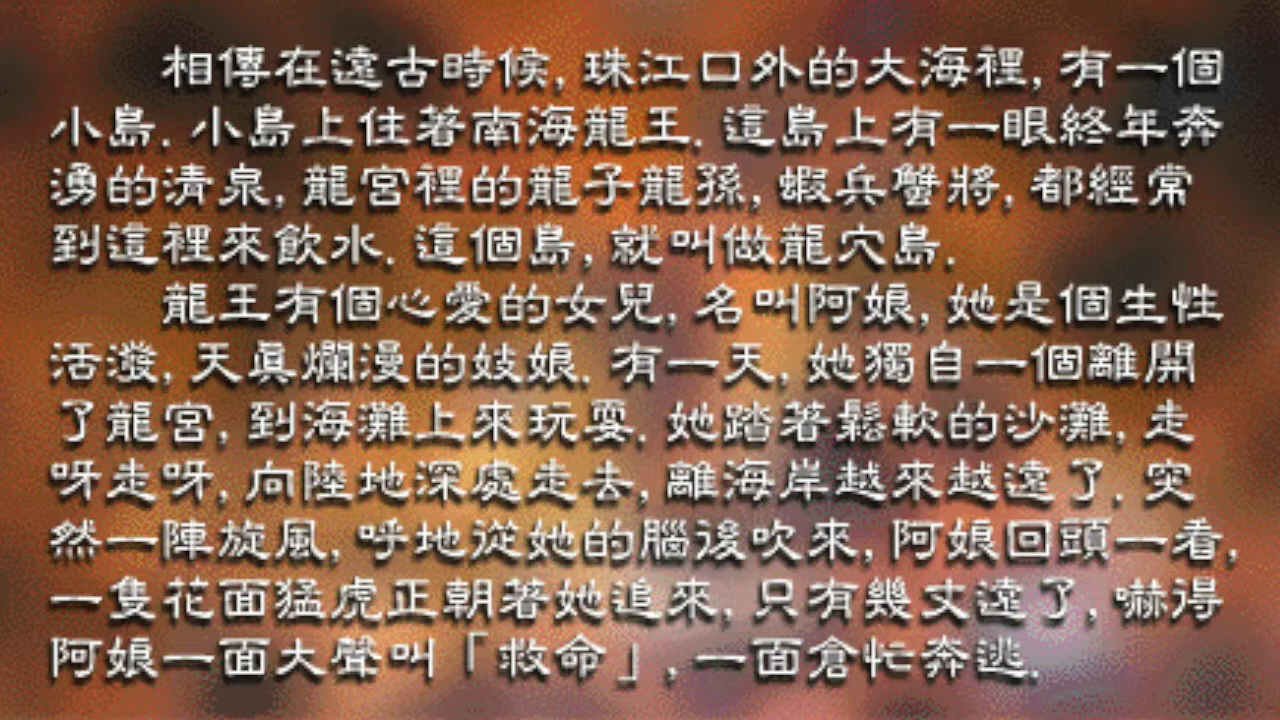 相傳在遠古時候,珠江口外的大海裡,有一個
小島.小島上住著南海龍王.這島上有一眼終年奔
湧的清泉,龍宮裡的龍子龍孫,蝦兵蟹將,都經常
到這裡來飲水.這個島,就叫做龍穴島.
龍王有個心愛的女兒,名叫阿娘,她是個生性
活潑,天真爛漫的妓娘.有一天,她獨自一個離開
了龍宮,到海灘上來玩耍.她踏著鬆軟的沙灘,走
呀走呀,向陸地深處走去,離海岸越來越遠了.突
然一陣旋風,呼地從她的腦後吹來,阿娘回頭一看,
一隻花面猛虎正朝著她追來,只有幾丈遠了,嚇得
阿娘一面大聲叫「救命」,一面倉忙奔逃.